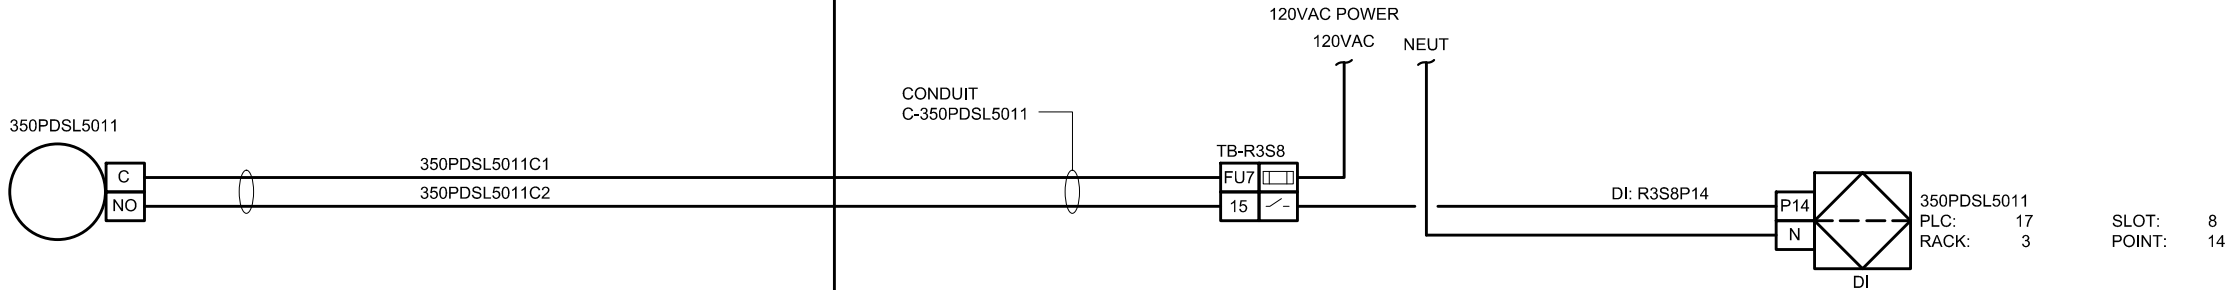 120VAC POWER
120VAC
NEUT
CONDUIT
C-350PDSL5011
350PDSL5011
C
NO
350PDSL5011C1
350PDSL5011C2
TB-R3S8
FU7
15
DI: R3S8P14
P14
N
350PDSL5011
PLC: 17 SLOT: 8
RACK: 3 POINT: 14
DI